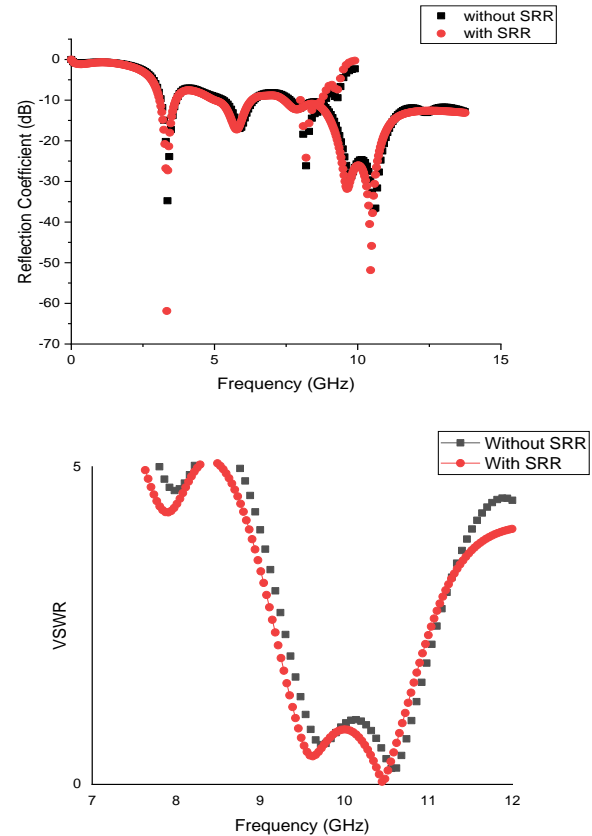 without SRR
with SRR
0
-10
-20
-30
-40
-50
-60
-70
Reflection Coefficient (dB)
0
5
10
15
Frequency (GHz)
Without SRR
With SRR
5
0
VSWR
7
8
9
10
11
12
Frequency (GHz)